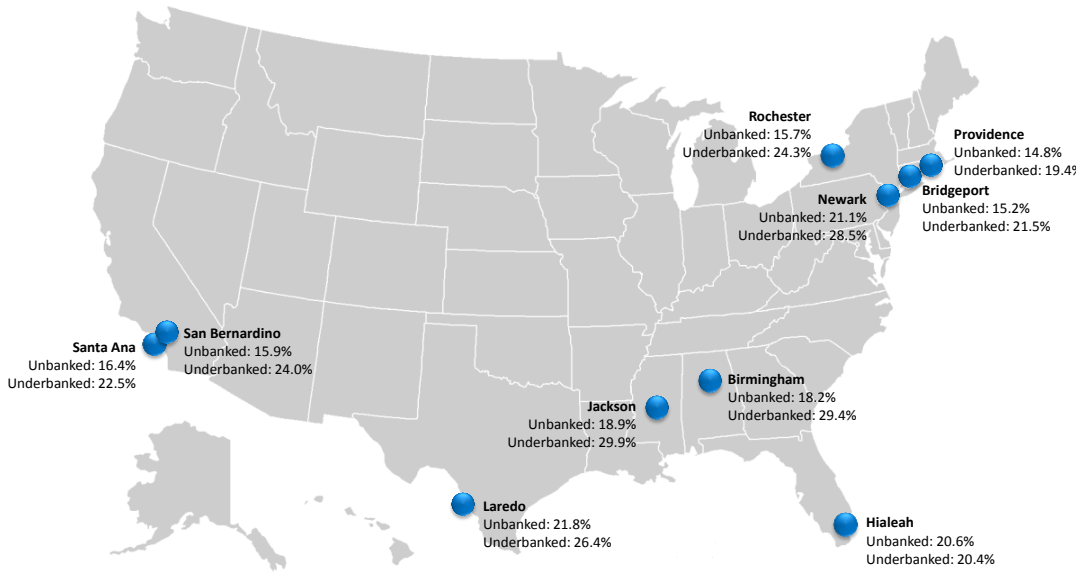 Rochester
Unbanked: 15.7%
Underbanked: 24.3%
Providence
Unbanked: 14.8%
Underbanked: 19.4%
Bridgeport
Unbanked: 15.2%
Underbanked: 21.5%
Newark
Unbanked: 21.1%
Underbanked: 28.5%
San Bernardino
Unbanked: 15.9%
Underbanked: 24.0%
Santa Ana
Unbanked: 16.4%
Underbanked: 22.5%
Birmingham
Unbanked: 18.2%
Underbanked: 29.4%
Jackson
Unbanked: 18.9%
Underbanked: 29.9%
Laredo
Unbanked: 21.8%
Underbanked: 26.4%
Hialeah
Unbanked: 20.6%
Underbanked: 20.4%